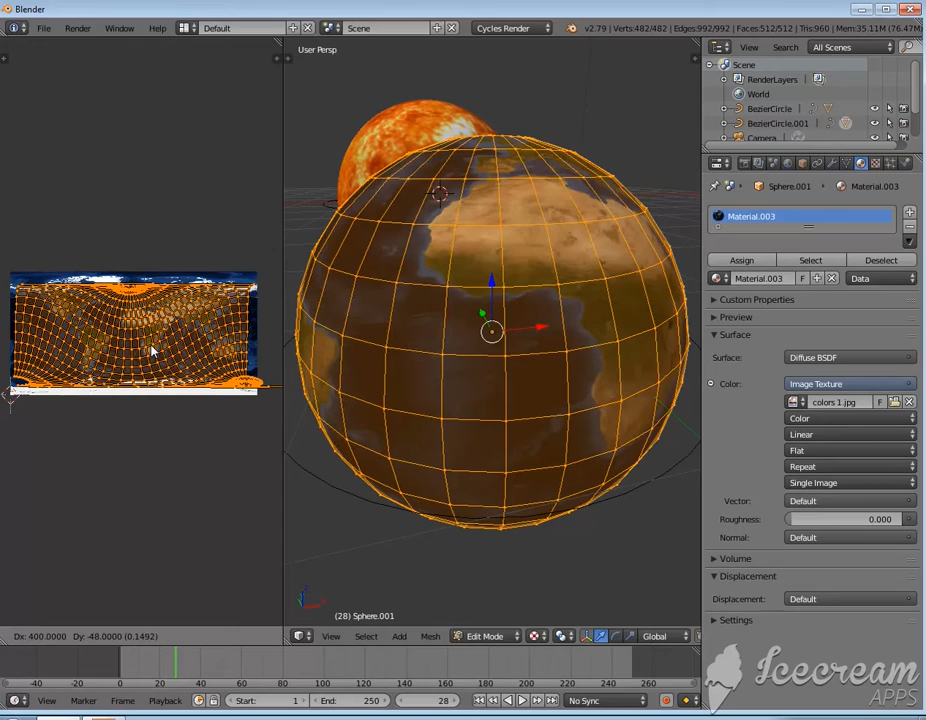 Blender
File Render Window Help Default Scene Cycles Render v2.79 | Verts:482/482 | Edges:992/992 | Faces:512/512 | Tris:960 | Mem:35.11M (76.47M
User Persp
View Search All Scenes
Scene
RenderLayers
World
BezierCircle
BezierCircle.001
Camera
Sphere.001 Material.003
Material.003
Assign Select Deselect
Material.003 F Data
Custom Properties
Preview
Surface
Surface: Diffuse BSDF
Color: Image Texture
colors 1.jpg F
Color
Linear
Flat
Repeat
Single Image
Vector: Default
Roughness: 0.000
Normal: Default
Volume
Displacement
Displacement: Default
Settings
(28) Sphere.001
Dx: 400.0000 Dy: -48.0000 (0.1492)
View Select Add Mesh Edit Mode Global
-40 -20 0 20 40 60 80 100 120 140 160 180 200 220 240 260 280
View Marker Frame Playback Start: 1 End: 250 28 No Sync
Icecream
APPS